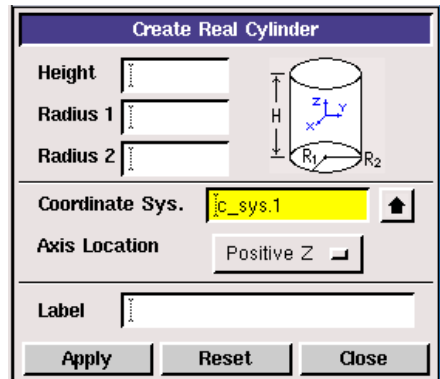 Create Real Cylinder
Height
Radius 1
Radius 2
H
Z
Y
X
R1
R2
Coordinate Sys. c_sys.1
Axis Location Positive Z
Label
Apply Reset Close